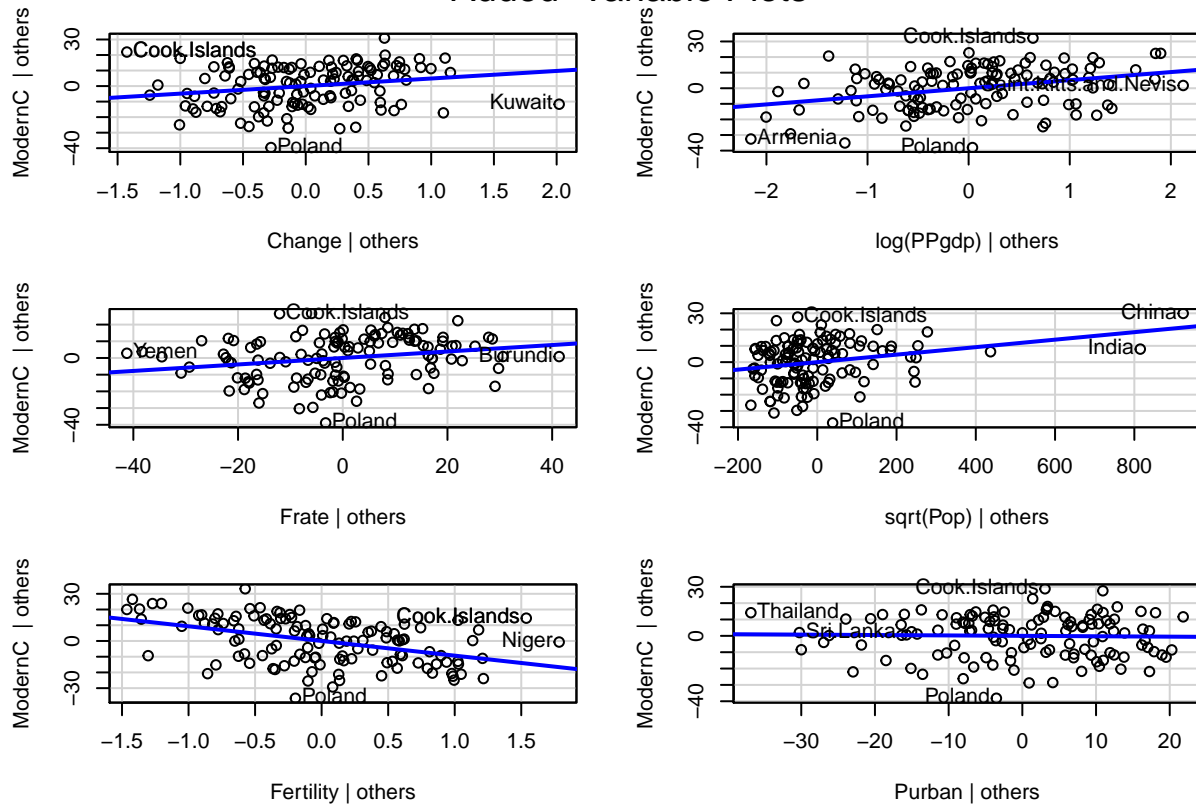 Added−Variable Plots
ModernC | others
30
0
−40
Cook.Islands
Kuwait
Poland
−1.5 −1.0 −0.5 0.0 0.5 1.0 1.5 2.0
Change | others
ModernC | others
30
0
−40
Cook.Islands
Saint.Kitts.and.Nevis
Armenia
Poland
−2 −1 0 1 2
log(PPgdp) | others
ModernC | others
30
0
−40
Cook.Islands
Yemen
Burundi
Poland
−40 −20 0 20 40
Frate | others
ModernC | others
30
0
−40
Cook.Islands
China
India
Poland
−200 0 200 400 600 800
sqrt(Pop) | others
ModernC | others
30
0
−30
Cook.Islands
Niger
Poland
−1.5 −1.0 −0.5 0.0 0.5 1.0 1.5
Fertility | others
ModernC | others
30
0
−40
Cook.Islands
Thailand
Sri.Lanka
Poland
−30 −20 −10 0 10 20
Purban | others